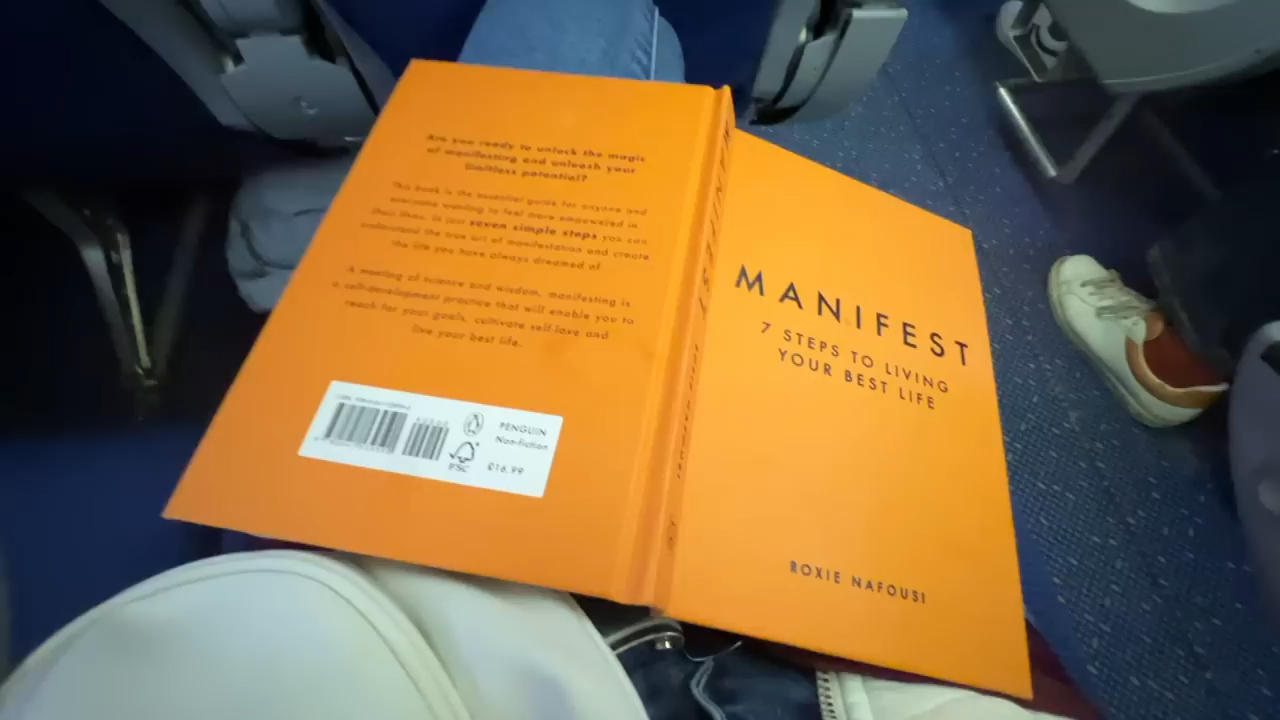 Are you ready to unlock the magic
of manifesting and unleash your
limitless potential?
This book is the essential guide for anyone and
everyone wanting to feel more empowered in
their lives. In just seven simple steps you can
understand the true art of manifestation and create
the life you have always dreamed of
A meeting of science and wisdom, manifesting is
a self-development practice that will enable you to
reach for your goals, cultivate self-love and
live your best life.
PENGUIN
Non-fiction
FSC
£16.99
MANIFEST
ROXIE NAFOUSI
MANIFEST
7 STEPS TO LIVING
YOUR BEST LIFE
ROXIE NAFOUSI